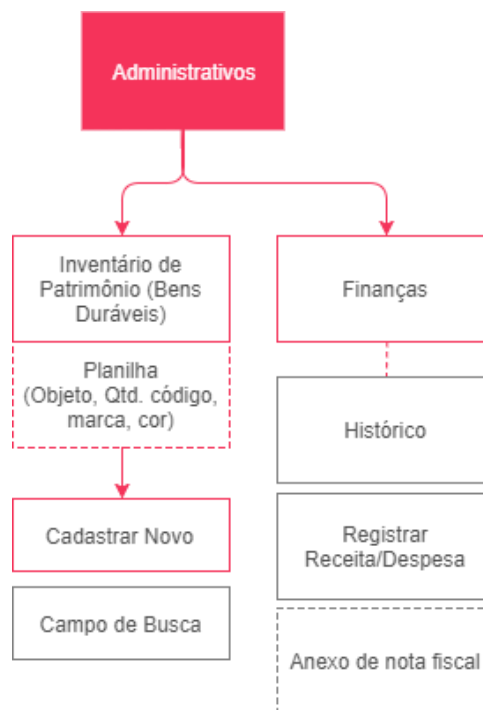 Administrativos
Inventário de
Patrimônio (Bens
Duráveis)
Planilha
(Objeto, Qtd. código,
marca, cor)
Cadastrar Novo
Campo de Busca
Finanças
Histórico
Registrar
Receita/Despesa
Anexo de nota fiscal